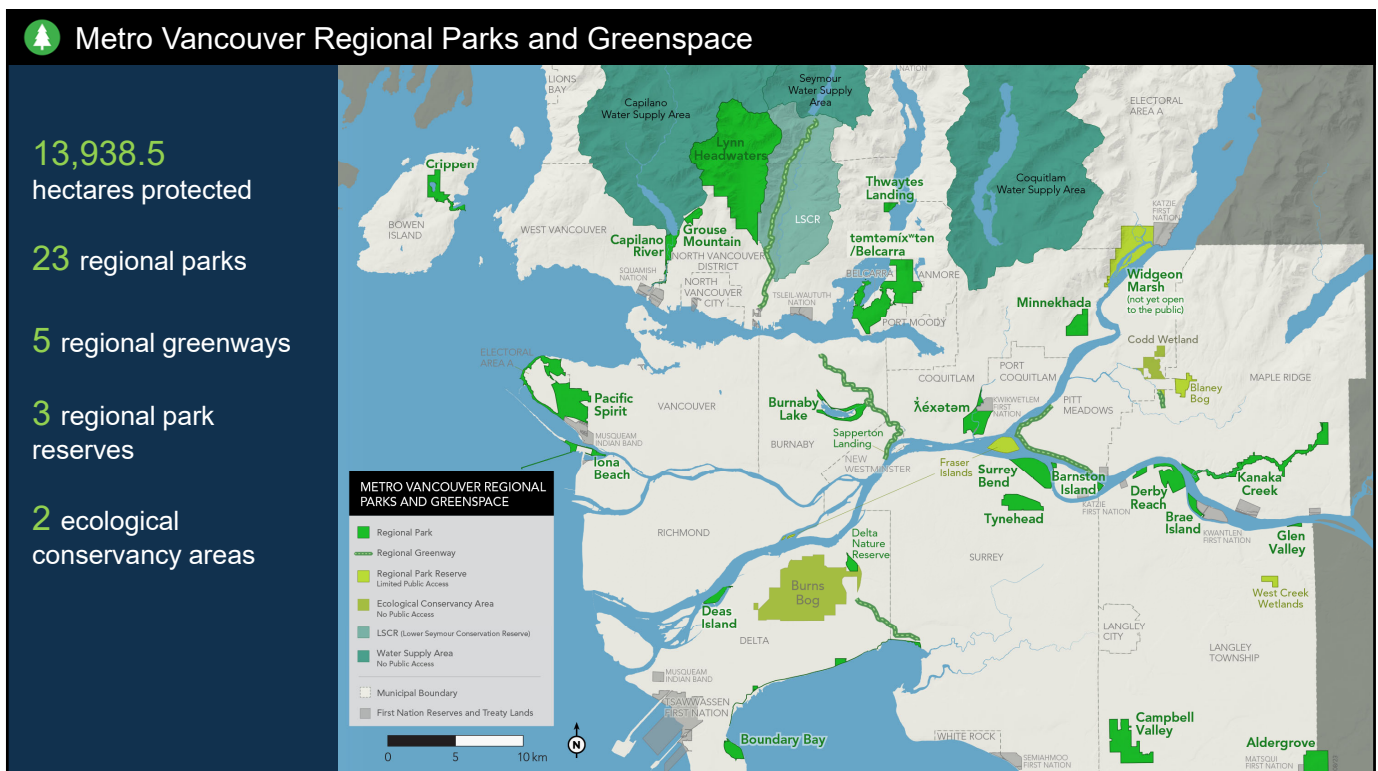 Metro Vancouver Regional Parks and Greenspace
13,938.5
hectares protected
23 regional parks
5 regional greenways
3 regional park
reserves
2 ecological
conservancy areas
LIONS
BAY
Capilano
Water Supply Area
Seymour
Water Supply
Area
NATION
ELECTORAL
AREA A
Crippen
BOWEN
ISLAND
WEST VANCOUVER
Lynn
Headwaters
LSCR
Thwaytes
Landing
Coquitlam
Water Supply Area
KATZIE
FIRST
NATION
Capilano
River
Grouse
Mountain
NORTH VANCOUVER
DISTRICT
SQUAMISH
NATION
NORTH
VANCOUVER
CITY
TSLEIL-WAUTUTH
NATION
təmtəmíxʷtən
/Belcarra
BELCARRA
ANMORE
PORT MOODY
Widgeon
Marsh
(not yet open
to the public)
Minnekhada
Codd Wetland
Blaney
Bog
MAPLE RIDGE
ELECTORAL
AREA A
Pacific
Spirit
VANCOUVER
MUSQUEAM
INDIAN BAND
Iona
Beach
Burnaby
Lake
BURNABY
Sapperton
Landing
NEW
WESTMINSTER
COQUITLAM
PORT
COQUITLAM
ƛ̓éxətəm
KWIKWETLEM
FIRST
NATION
PITT
MEADOWS
Fraser
Islands
Surrey
Bend
Barnston
Island
KATZIE
FIRST NATION
Tynehead
Derby
Reach
Brae
Island
KWANTLEN
FIRST NATION
Kanaka
Creek
Glen
Valley
West Creek
Wetlands
RICHMOND
Delta
Nature
Reserve
SURREY
Burns
Bog
Deas
Island
DELTA
LANGLEY
CITY
LANGLEY
TOWNSHIP
MUSQUEAM
INDIAN BAND
TSAWWASSEN
FIRST NATION
Boundary Bay
WHITE ROCK
SEMIAHMOO
FIRST NATION
Campbell
Valley
Aldergrove
MATSQUI
FIRST NATION
METRO VANCOUVER REGIONAL
PARKS AND GREENSPACE
Regional Park
Regional Greenway
Regional Park Reserve
Limited Public Access
Ecological Conservancy Area
No Public Access
LSCR (Lower Seymour Conservation Reserve)
Water Supply Area
No Public Access
Municipal Boundary
First Nation Reserves and Treaty Lands
0 5 10 km
N